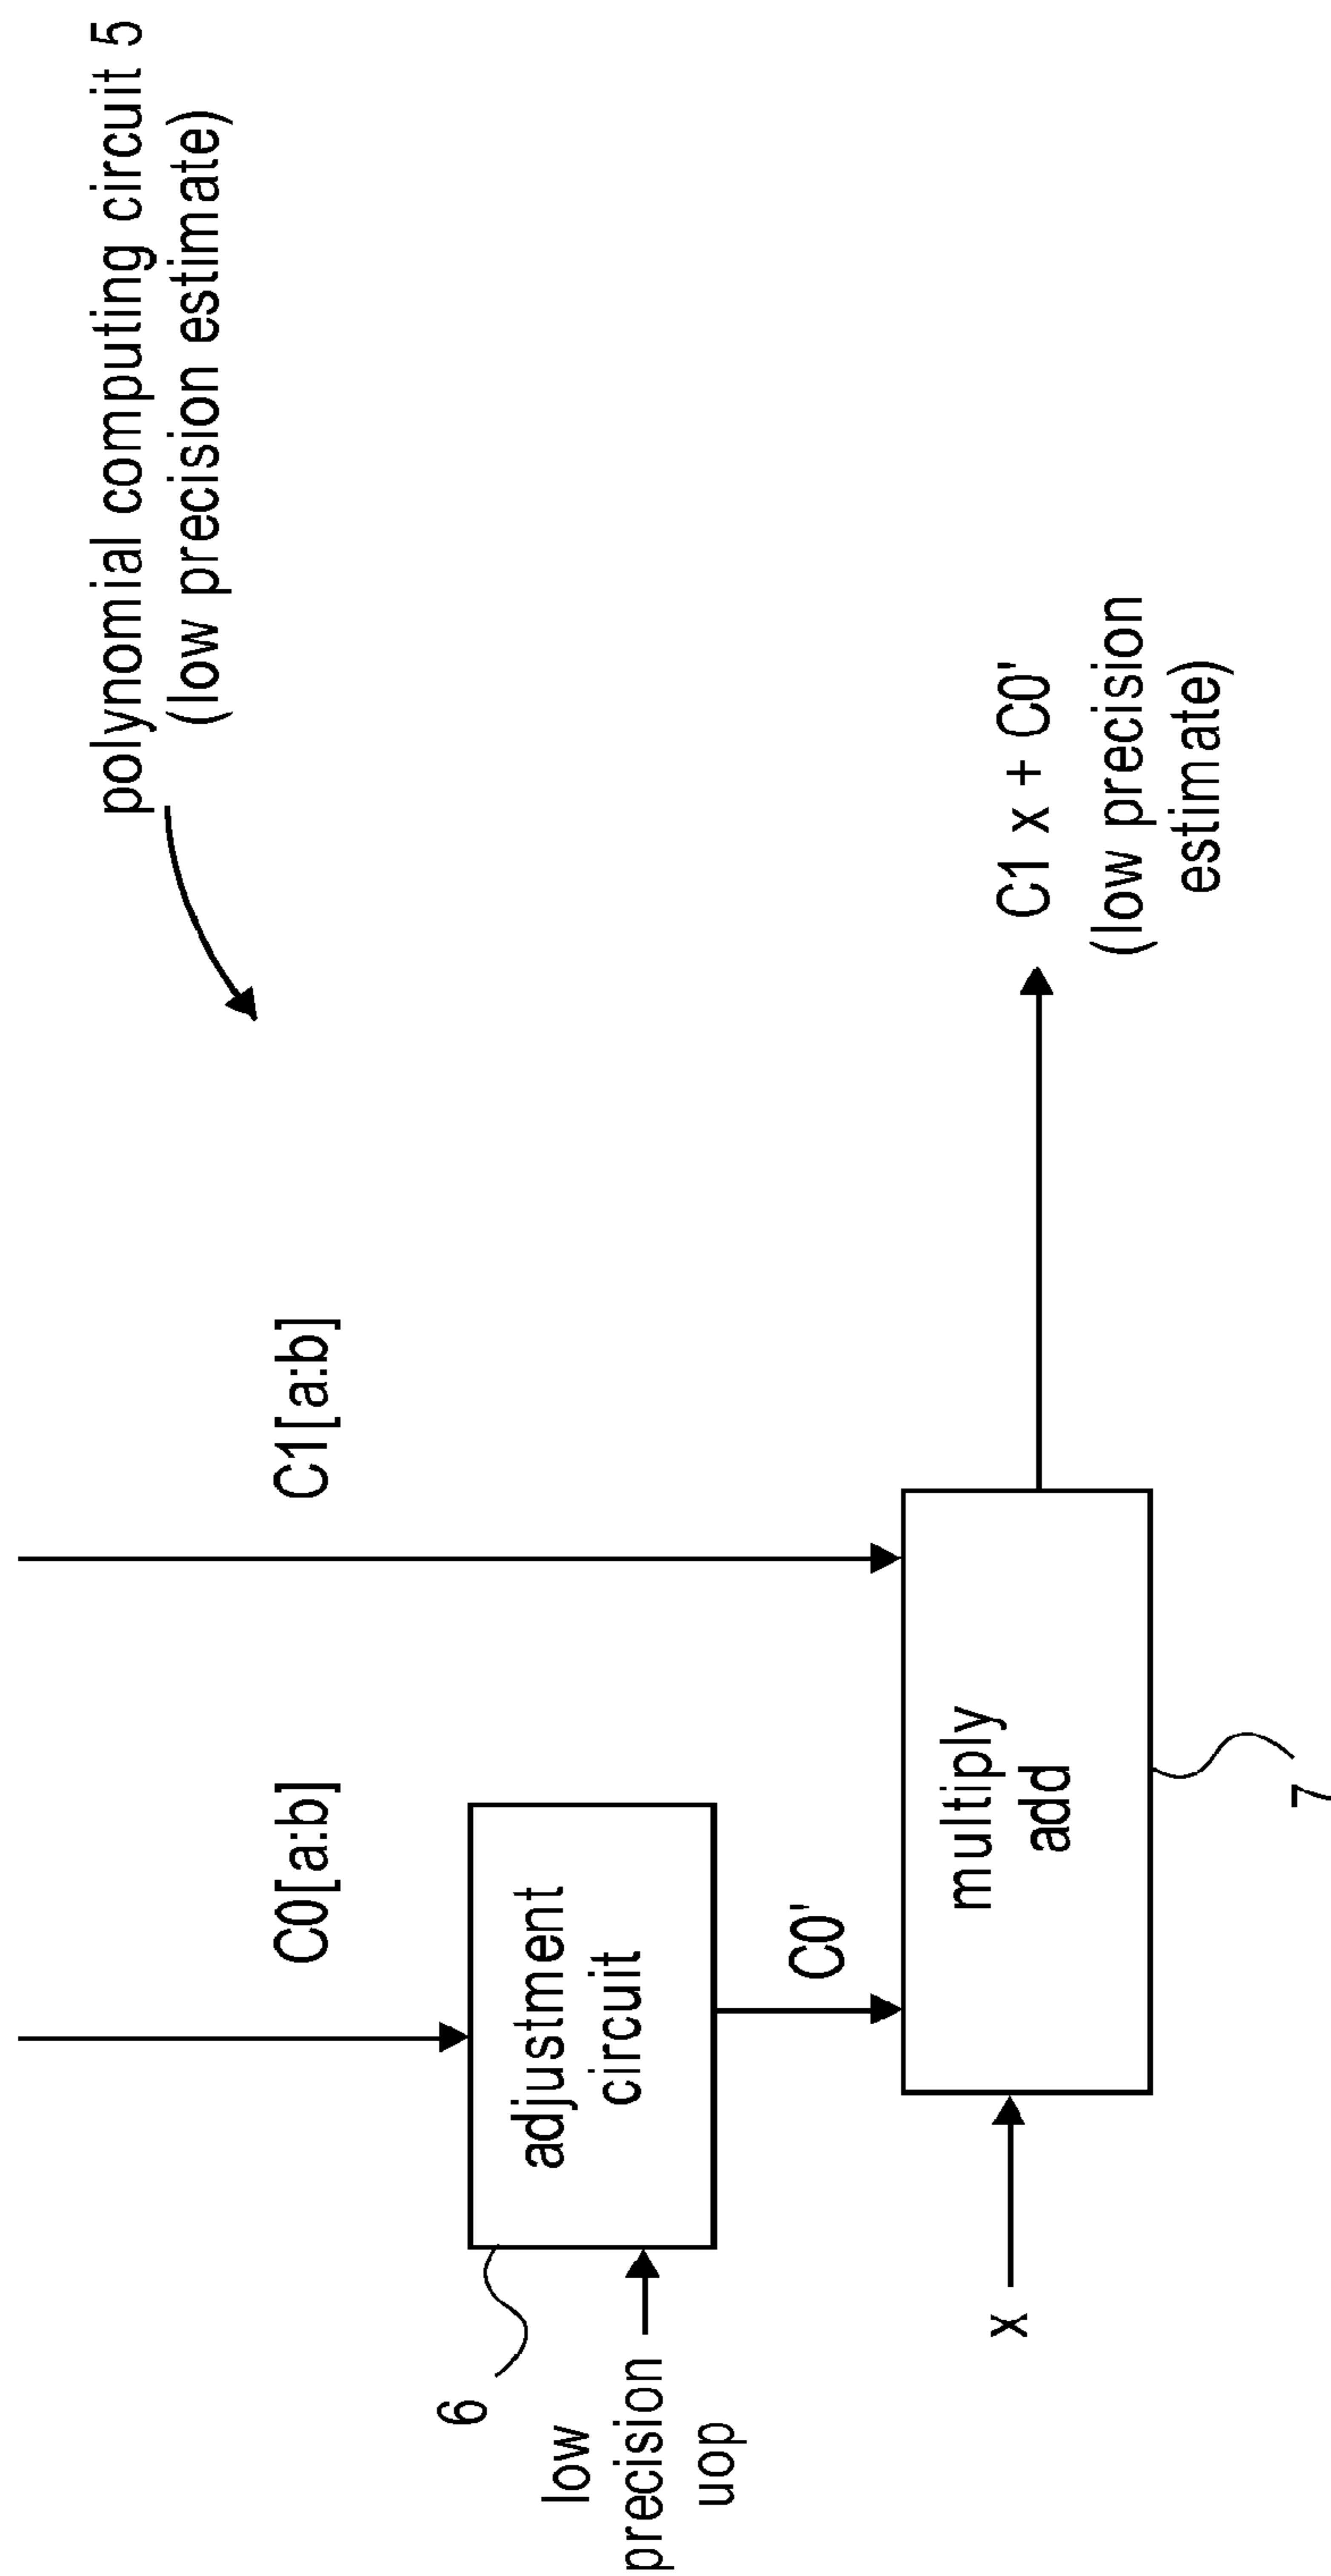 polynomial computing circuit 5
(low precision estimate)
C0[a:b]
C1[a:b]
6
adjustment
circuit
low
precision
uop
C0'
x
multiply
add
7
C1 x + C0'
(low precision
estimate)